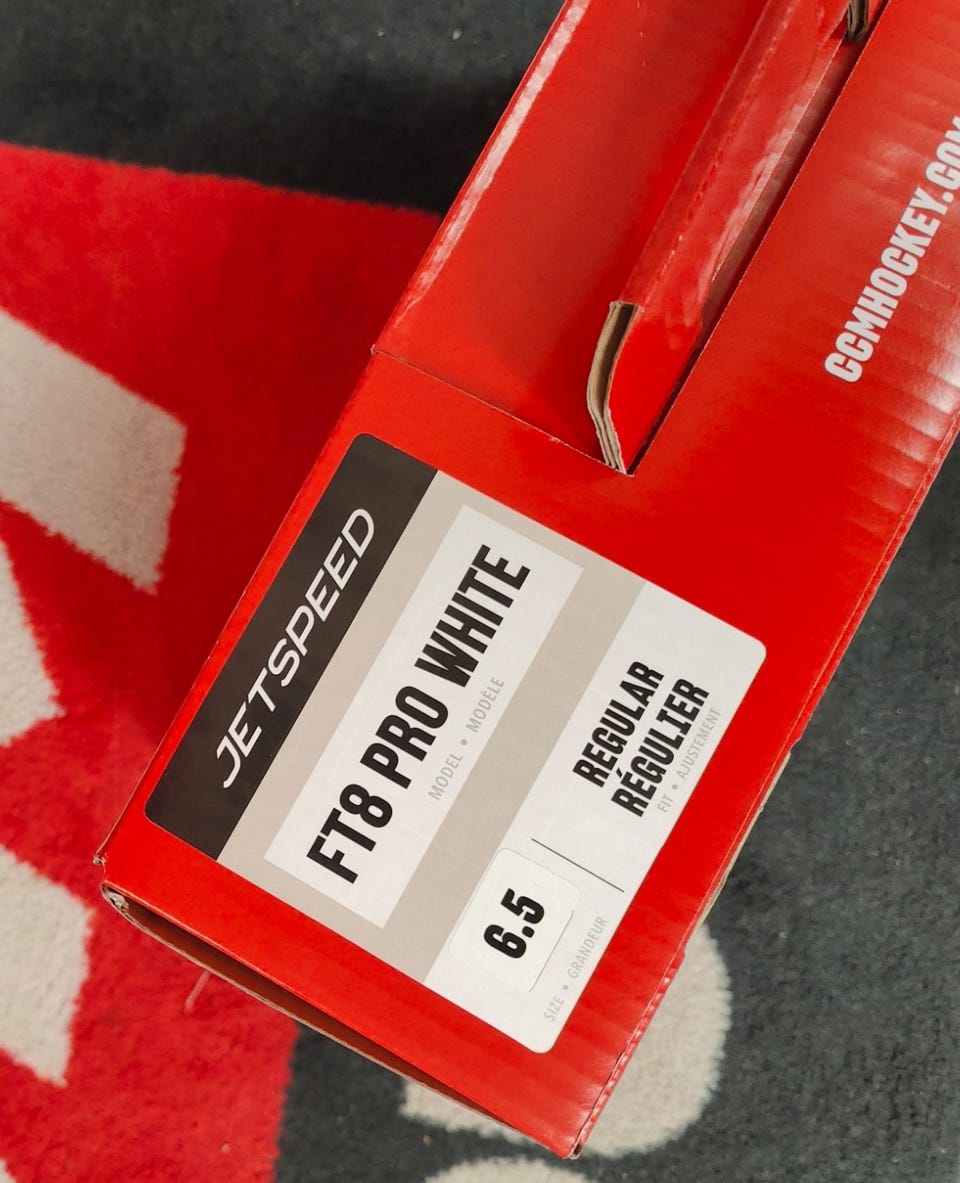 CCMHOCKEY.COM
JETSPEED
FT8 PRO WHITE
MODEL • MODÈLE
REGULAR
RÉGULIER
FIT • AJUSTEMENT
6.5
SIZE • GRANDEUR